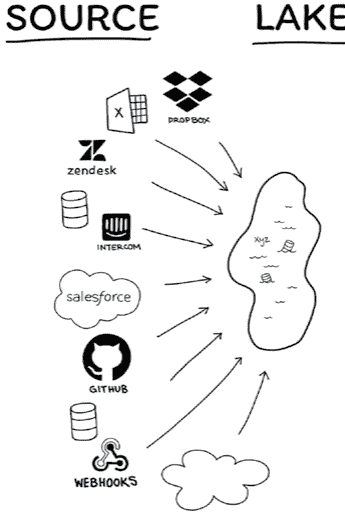 SOURCE
LAKE
X
DROPBOX
zendesk
INTERCOM
xyz
salesforce
GITHUB
WEBHOOKS